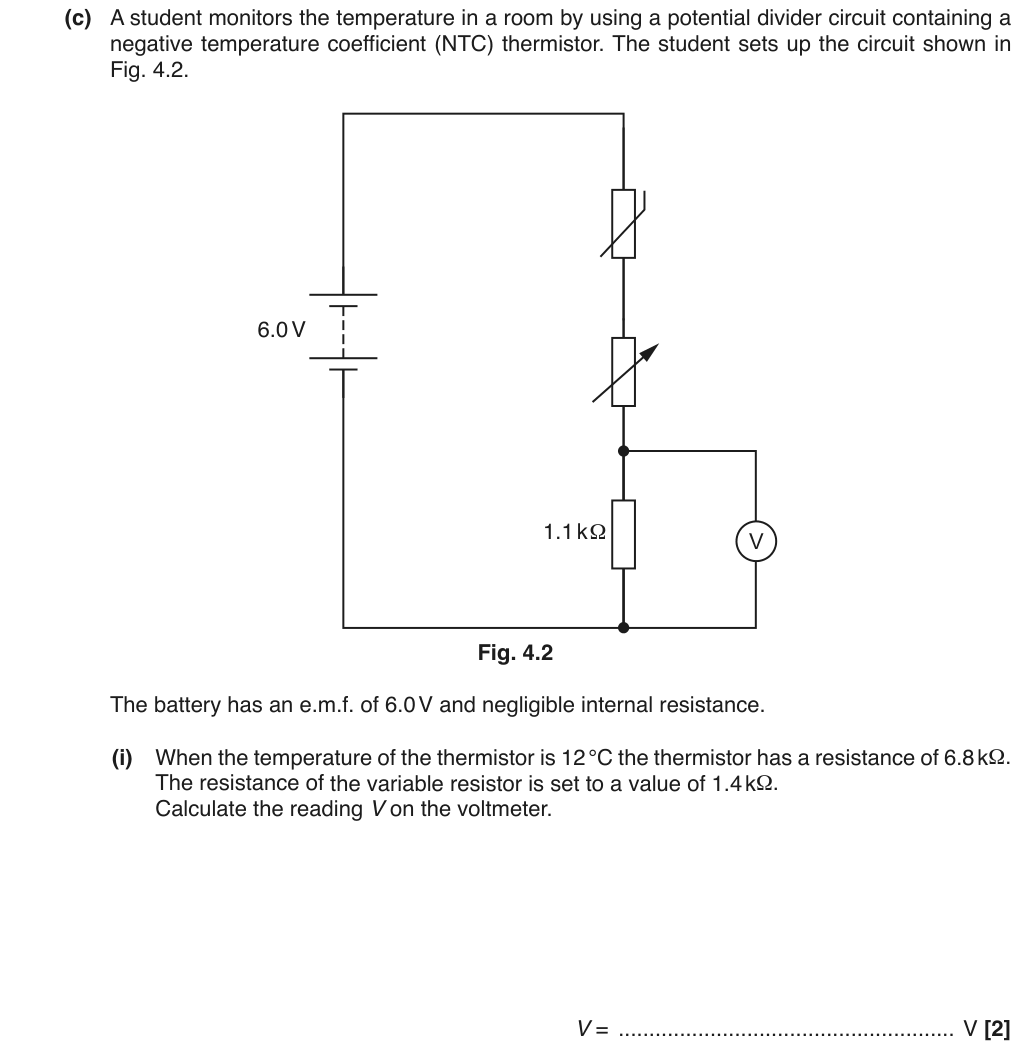 (c) A student monitors the temperature in a room by using a potential divider circuit containing a
negative temperature coefficient (NTC) thermistor. The student sets up the circuit shown in
Fig. 4.2.
6.0 V
1.1 kΩ
V
Fig. 4.2
The battery has an e.m.f. of 6.0 V and negligible internal resistance.
(i) When the temperature of the thermistor is 12 °C the thermistor has a resistance of 6.8 kΩ.
The resistance of the variable resistor is set to a value of 1.4 kΩ.
Calculate the reading V on the voltmeter.
V = ...................................................... V [2]